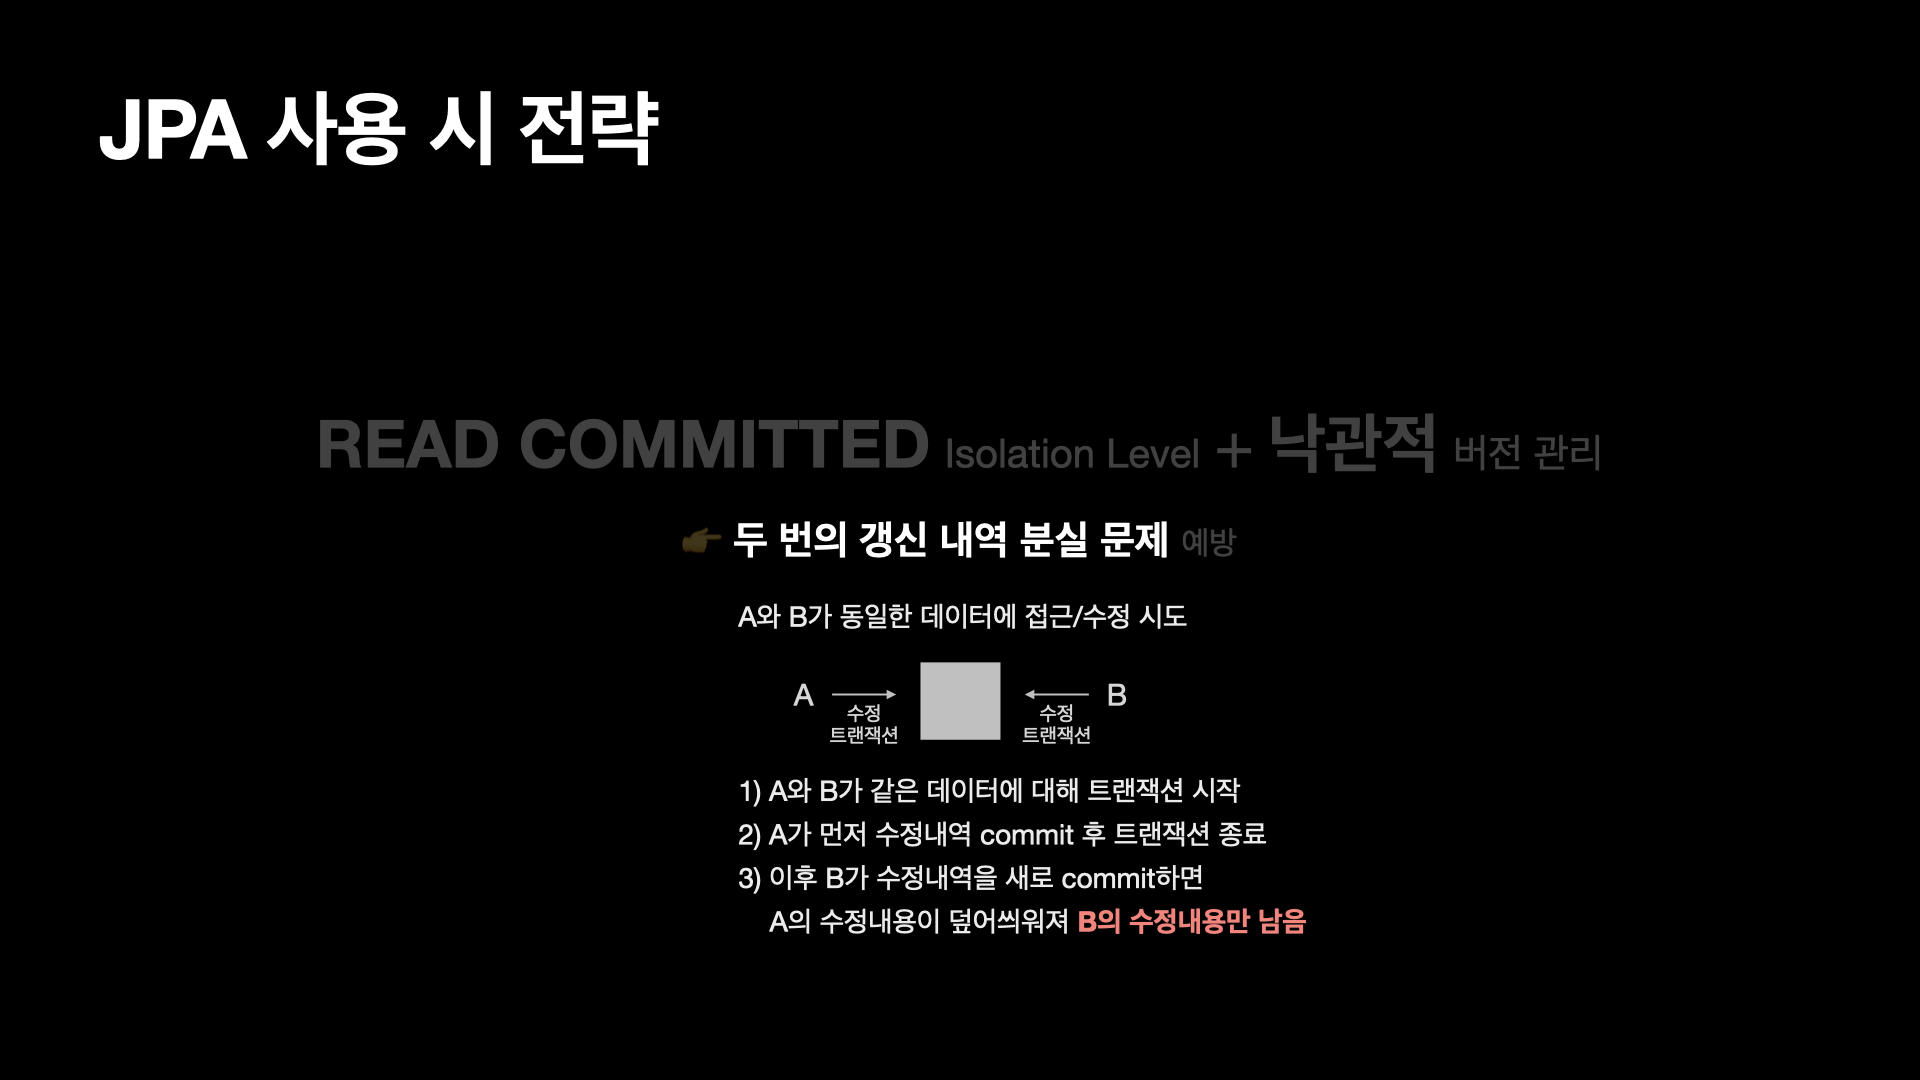 JPA 사용 시 전략
READ COMMITTED Isolation Level + 낙관적 버전 관리
👉 두 번의 갱신 내역 분실 문제 예방
A와 B가 동일한 데이터에 접근/수정 시도
A
수정
트랜잭션
수정
트랜잭션
B
1) A와 B가 같은 데이터에 대해 트랜잭션 시작
2) A가 먼저 수정내역 commit 후 트랜잭션 종료
3) 이후 B가 수정내역을 새로 commit하면
A의 수정내용이 덮어씌워져 B의 수정내용만 남음